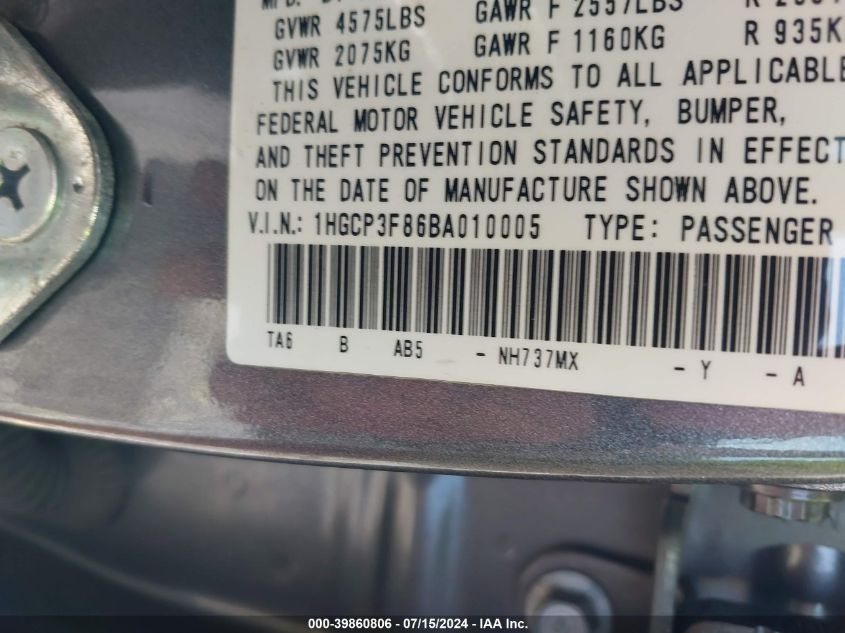 GVWR 4575LBS GAWR F 2557LBS R
GVWR 2075KG GAWR F 1160KG R 935K
THIS VEHICLE CONFORMS TO ALL APPLICABLE
FEDERAL MOTOR VEHICLE SAFETY, BUMPER,
AND THEFT PREVENTION STANDARDS IN EFFECT
ON THE DATE OF MANUFACTURE SHOWN ABOVE.
V.I.N.: 1HGCP3F86BA010005 TYPE: PASSENGER
TA6 B AB5 - NH737MX - Y - A
000-39860806 - 07/15/2024 - IAA Inc.